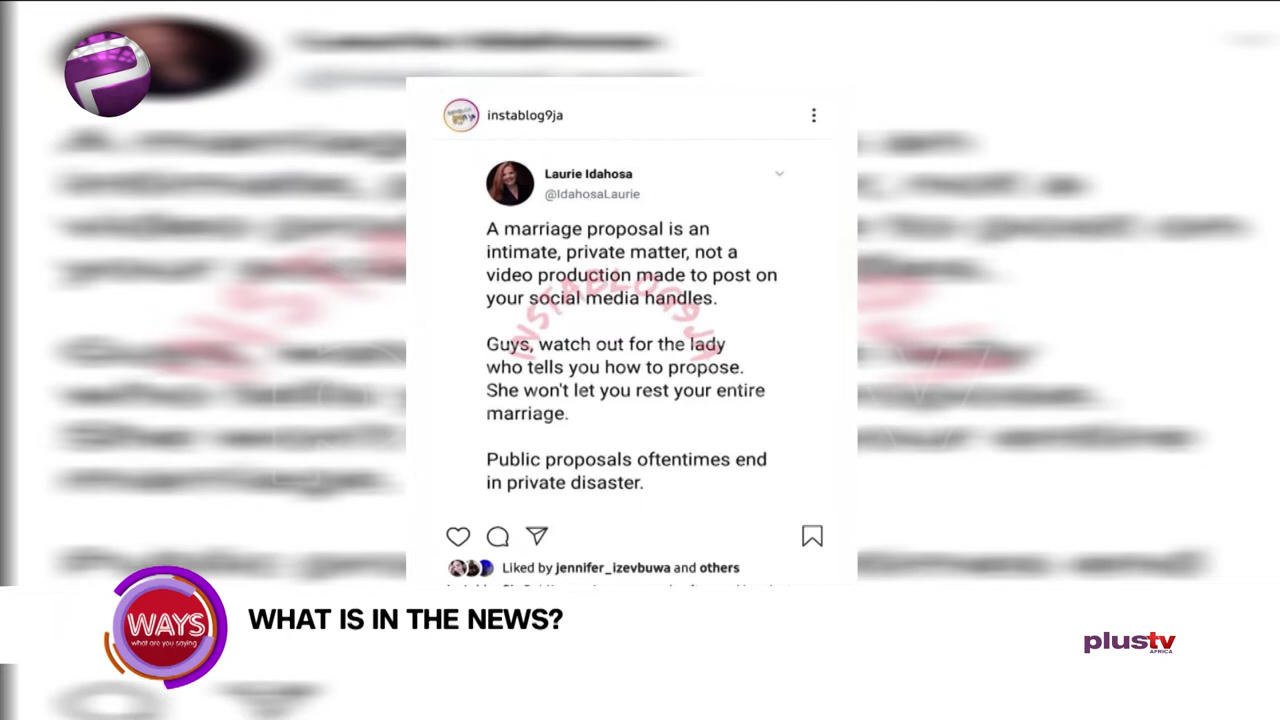 instablog9ja
Laurie Idahosa
@IdahosaLaurie
A marriage proposal is an
intimate, private matter, not a
video production made to post on
your social media handles.
Guys, watch out for the lady
who tells you how to propose.
She won't let you rest your entire
marriage.
Public proposals oftentimes end
in private disaster.
INSTABLOG9JA
Liked by jennifer_izevbuwa and others
WAYS
what are you saying
WHAT IS IN THE NEWS?
plustv
AFRICA